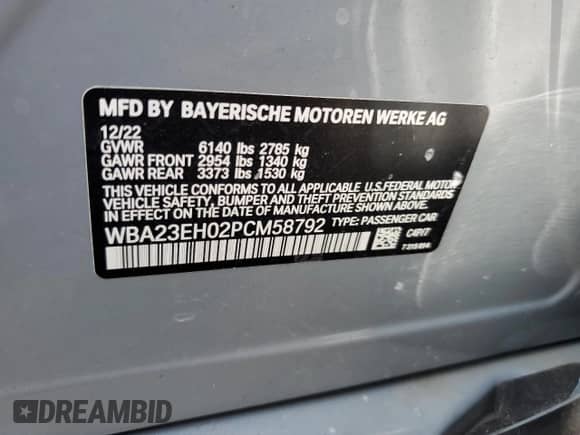 MFD BY BAYERISCHE MOTOREN WERKE AG
12/22
GVWR 6140 lbs 2785 kg
GAWR FRONT 2954 lbs 1340 kg
GAWR REAR 3373 lbs 1530 kg
THIS VEHICLE CONFORMS TO ALL APPLICABLE U.S. FEDERAL MOTOR
VEHICLE SAFETY, BUMPER, AND THEFT PREVENTION STANDARDS
IN EFFECT ON THE DATE OF MANUFACTURE SHOWN ABOVE.
WBA23EH02PCM58792 TYPE: PASSENGER CAR
DREAMBID